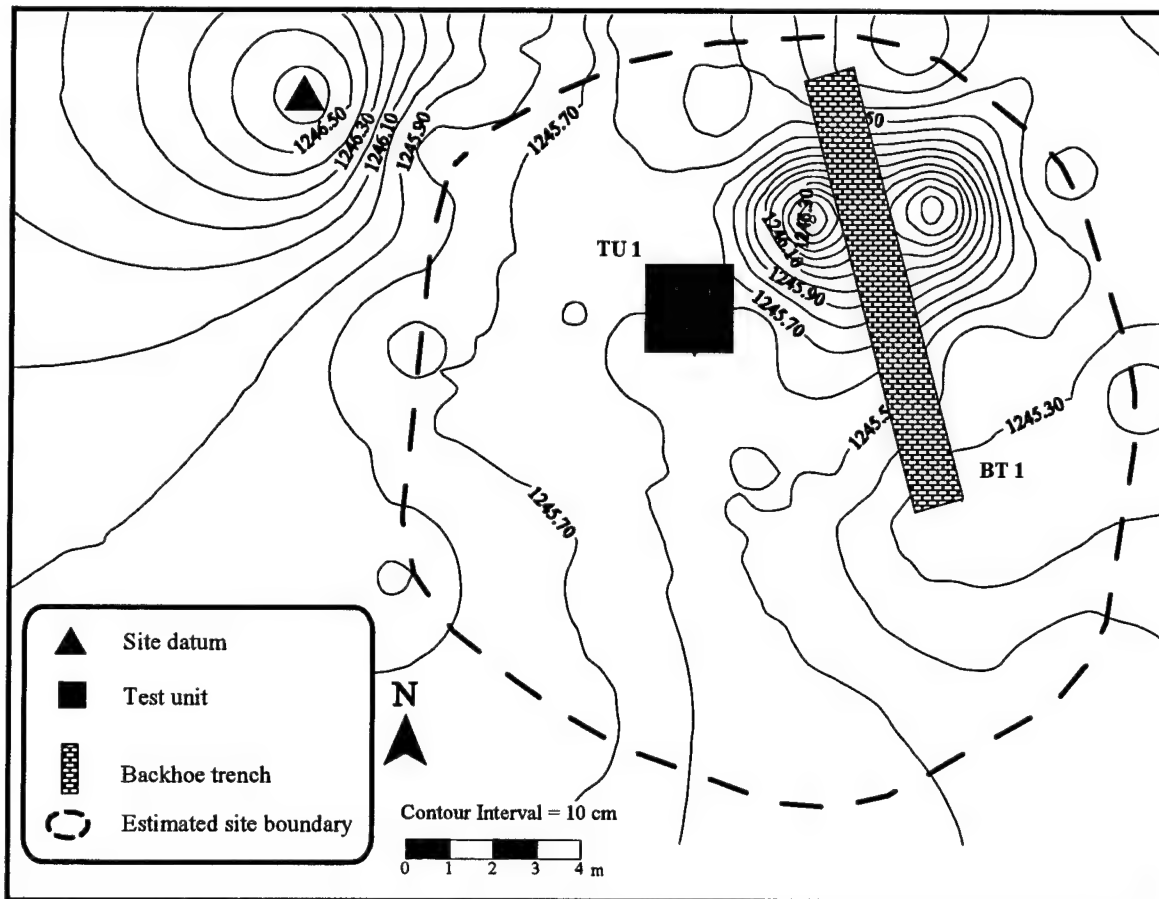 1246.50
1246.30
1246.10
1245.90
1245.70
1246.30
1246.10
1245.90
1245.70
TU 1
1245.30
BT 1
1245.70
Site datum
Test unit
Backhoe trench
Estimated site boundary
N
Contour Interval = 10 cm
0 1 2 3 4 m